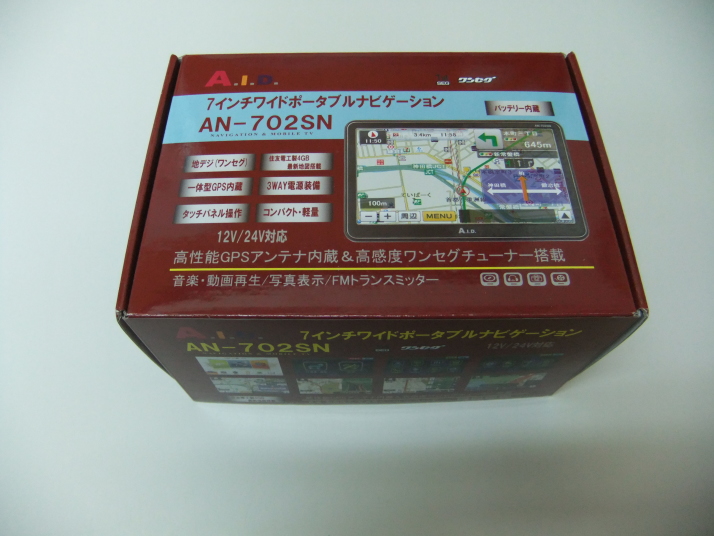 A.I.D.
ワンセグ
7インチワイドポータブルナビゲーション
バッテリー内蔵
AN-702SN
NAVIGATION & MOBILE TV
地デジ(ワンセグ)
住友電工製4GB
最新地図搭載
一体型GPS内蔵
3WAY電源装備
タッチパネル操作
コンパクト・軽量
12V/24V対応
11:50
3.4km 11:56
645m
100m
周辺
MENU
A.I.D.
高性能GPSアンテナ内蔵&高感度ワンセグチューナー搭載
音楽・動画再生/写真表示/FMトランスミッター
A.I.D.
7インチワイドポータブルナビゲーション
AN-702SN
ワンセグ
12V/24V対応